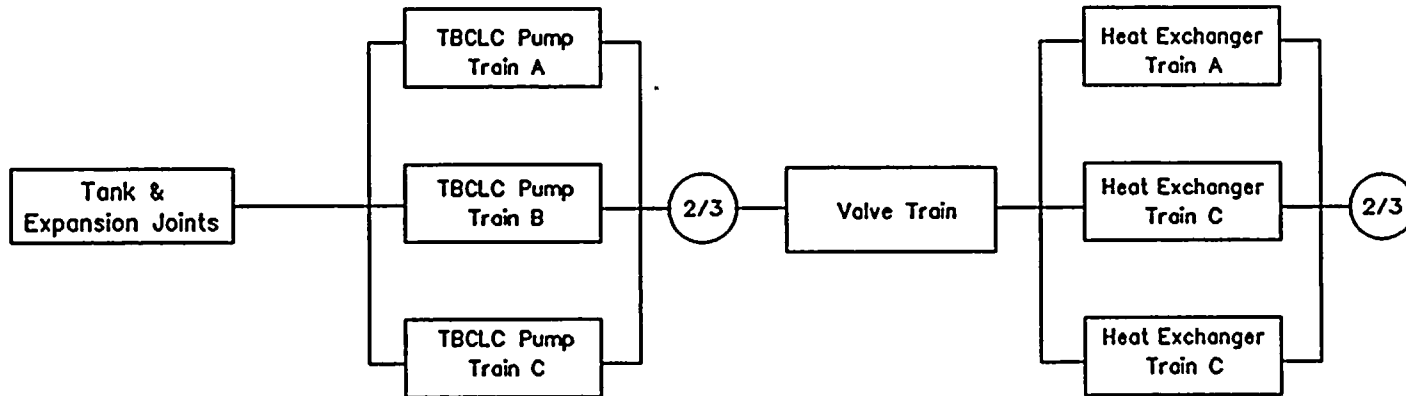 Tank &
Expansion Joints
TBCLC Pump
Train A
TBCLC Pump
Train B
TBCLC Pump
Train C
2/3
Valve Train
Heat Exchanger
Train A
Heat Exchanger
Train C
Heat Exchanger
Train C
2/3